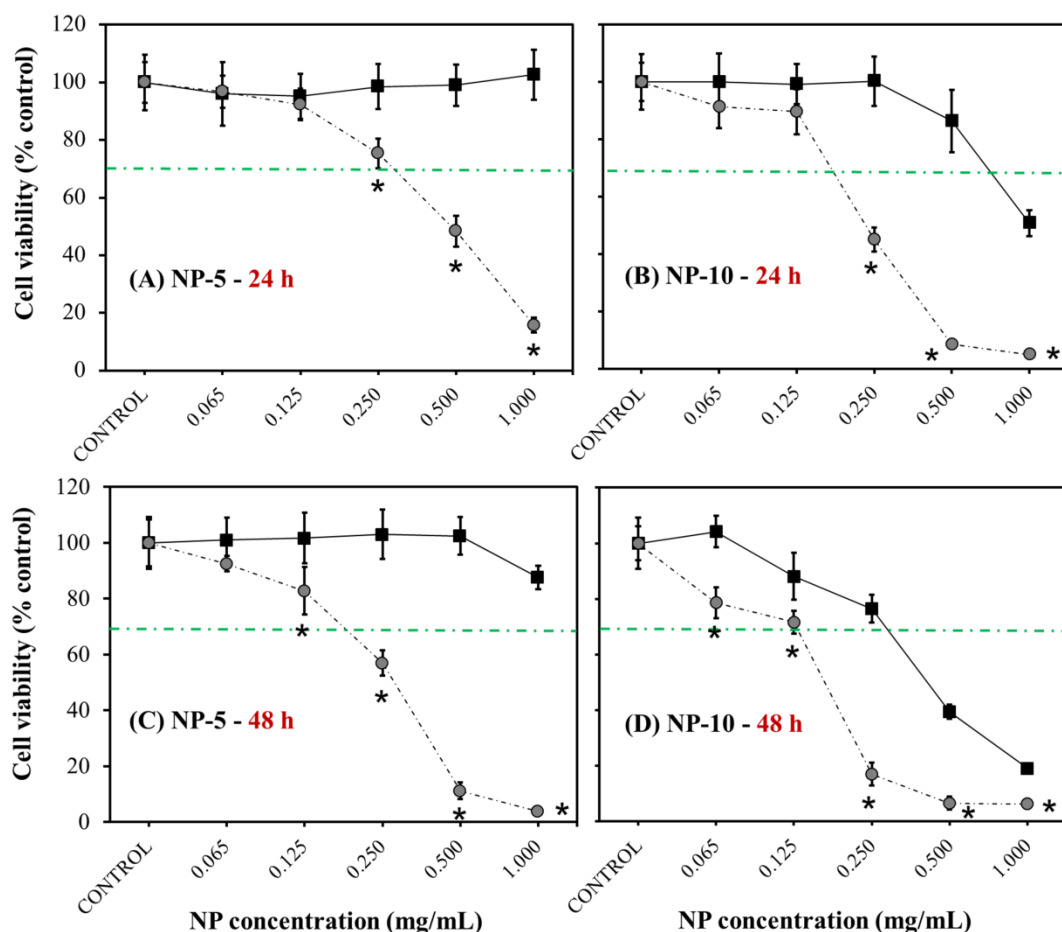 120
100
80
60
40
20
0
Cell viability (% control)
(A) NP-5 - 24 h
* * *
CONTROL 0.065 0.125 0.250 0.500 1.000
(B) NP-10 - 24 h
* * *
CONTROL 0.065 0.125 0.250 0.500 1.000
120
100
80
60
40
20
0
Cell viability (% control)
(C) NP-5 - 48 h
* * * *
CONTROL 0.065 0.125 0.250 0.500 1.000
NP concentration (mg/mL)
(D) NP-10 - 48 h
* * * * *
CONTROL 0.065 0.125 0.250 0.500 1.000
NP concentration (mg/mL)